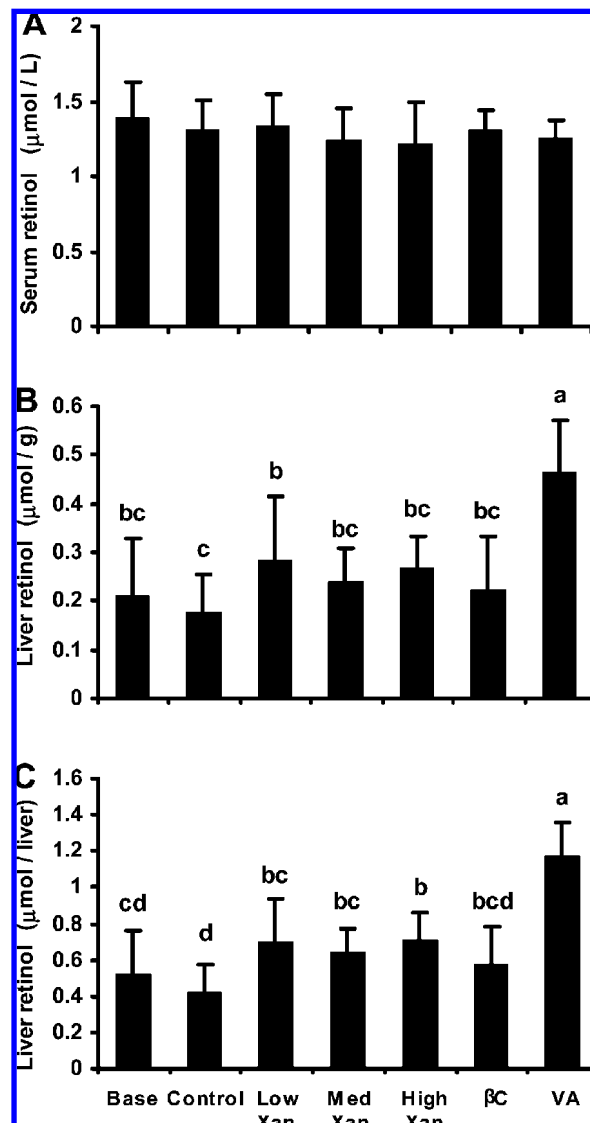 A
Serum retinol (μmol / L)
2
1.5
1
0.5
0
B
Liver retinol (μmol / g)
0.6
0.5
0.4
0.3
0.2
0.1
0
bc
c
b
bc
bc
bc
a
C
Liver retinol (μmol / liver)
1.6
1.4
1.2
1
0.8
0.6
0.4
0.2
0
cd
d
bc
bc
b
bcd
a
Base Control Low Med High βC VA
Xan Xan Xan